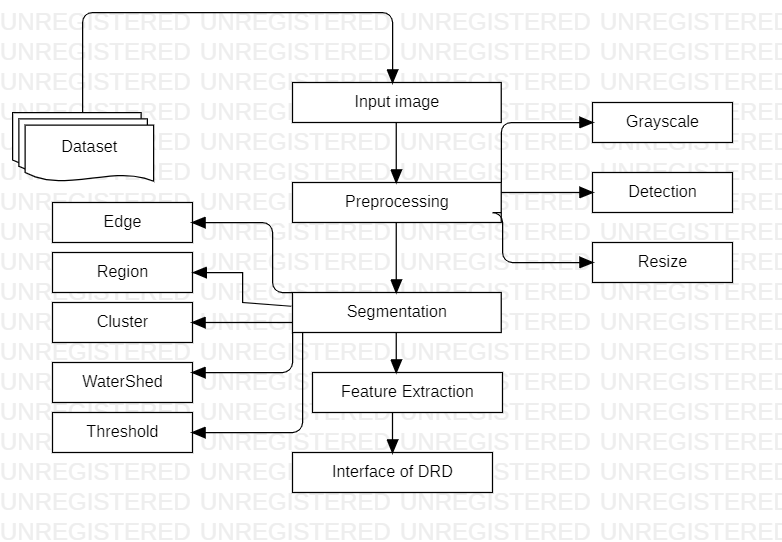 UNREGISTERED UNREGISTERED UNREGISTERED UNREGISTERED
Input image
Dataset
Grayscale
Preprocessing
Detection
Edge
Resize
Region
Segmentation
Cluster
WaterShed
Feature Extraction
Threshold
Interface of DRD